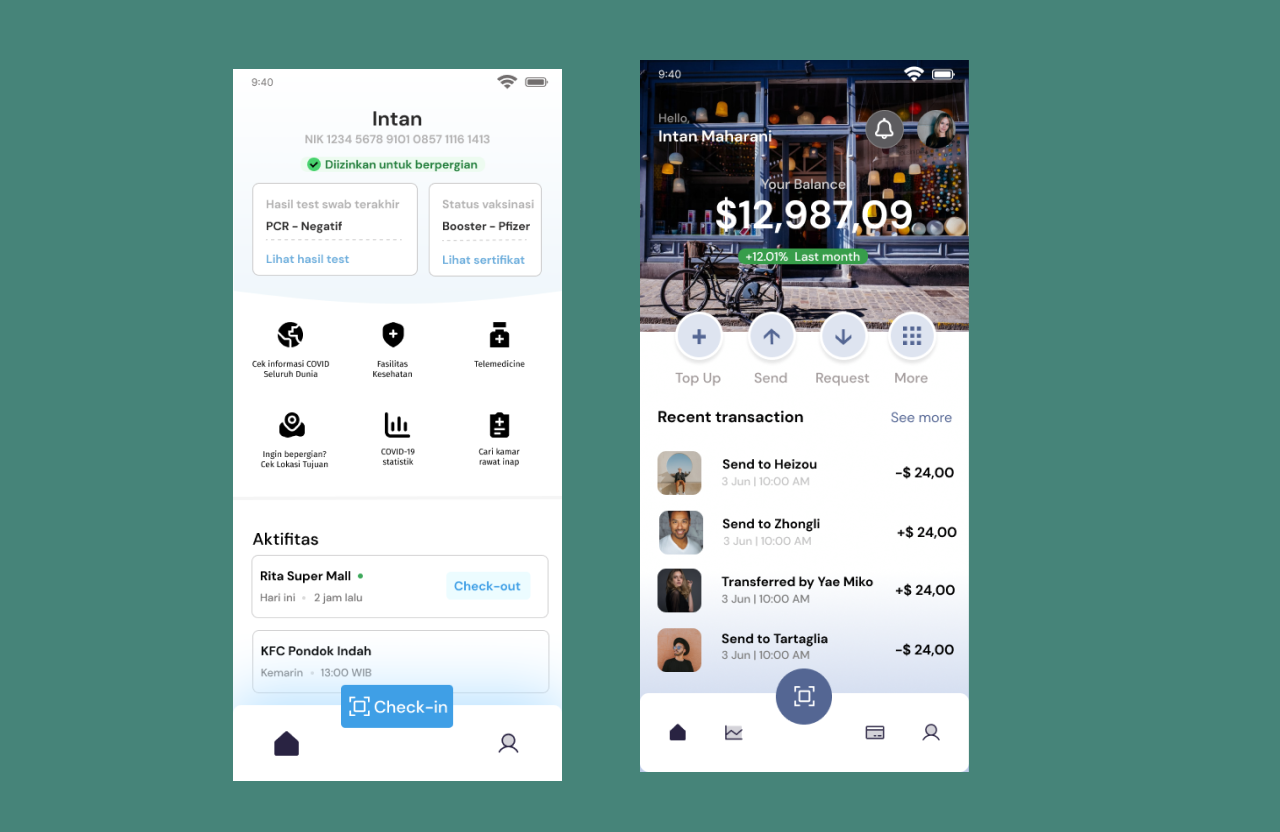 9:40
Intan
NIK 1234 5678 9101 0857 1116 1413
Diizinkan untuk berpergian
Hasil test swab terakhir
PCR - Negatif
Lihat hasil test
Status vaksinasi
Booster - Pfizer
Lihat sertifikat
Cek informasi COVID
Seluruh Dunia
Fasilitas
Kesehatan
Telemedicine
Ingin bepergian?
Cek Lokasi Tujuan
COVID-19
statistik
Cari kamar
rawat inap
Aktifitas
Rita Super Mall
Hari ini • 2 jam lalu
Check-out
KFC Pondok Indah
Kemarin • 13:00 WIB
Check-in
9:40
Hello,
Intan Maharani
Your Balance
$12,987,09
+12.01% Last month
Top Up
Send
Request
More
Recent transaction
See more
Send to Heizou
3 Jun | 10:00 AM
-$ 24,00
Send to Zhongli
3 Jun | 10:00 AM
+$ 24,00
Transferred by Yae Miko
3 Jun | 10:00 AM
+$ 24,00
Send to Tartaglia
3 Jun | 10:00 AM
-$ 24,00